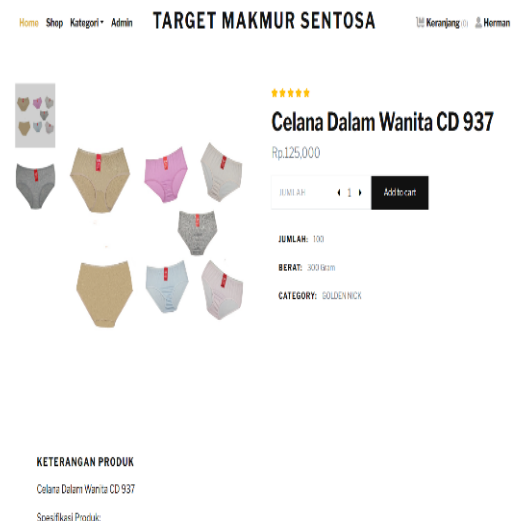 Home Shop Kategori Admin TARGET MAKMUR SENTOSA Keranjang (0) Herman
Celana Dalam Wanita CD 937
Rp.125,000
JUMLAH 1 Add to cart
JUMLAH: 100
BERAT: 300 Gram
CATEGORY: GOLDEN NICK
KETERANGAN PRODUK
Celana Dalam Wanita CD 937
Spesifikasi Produk: